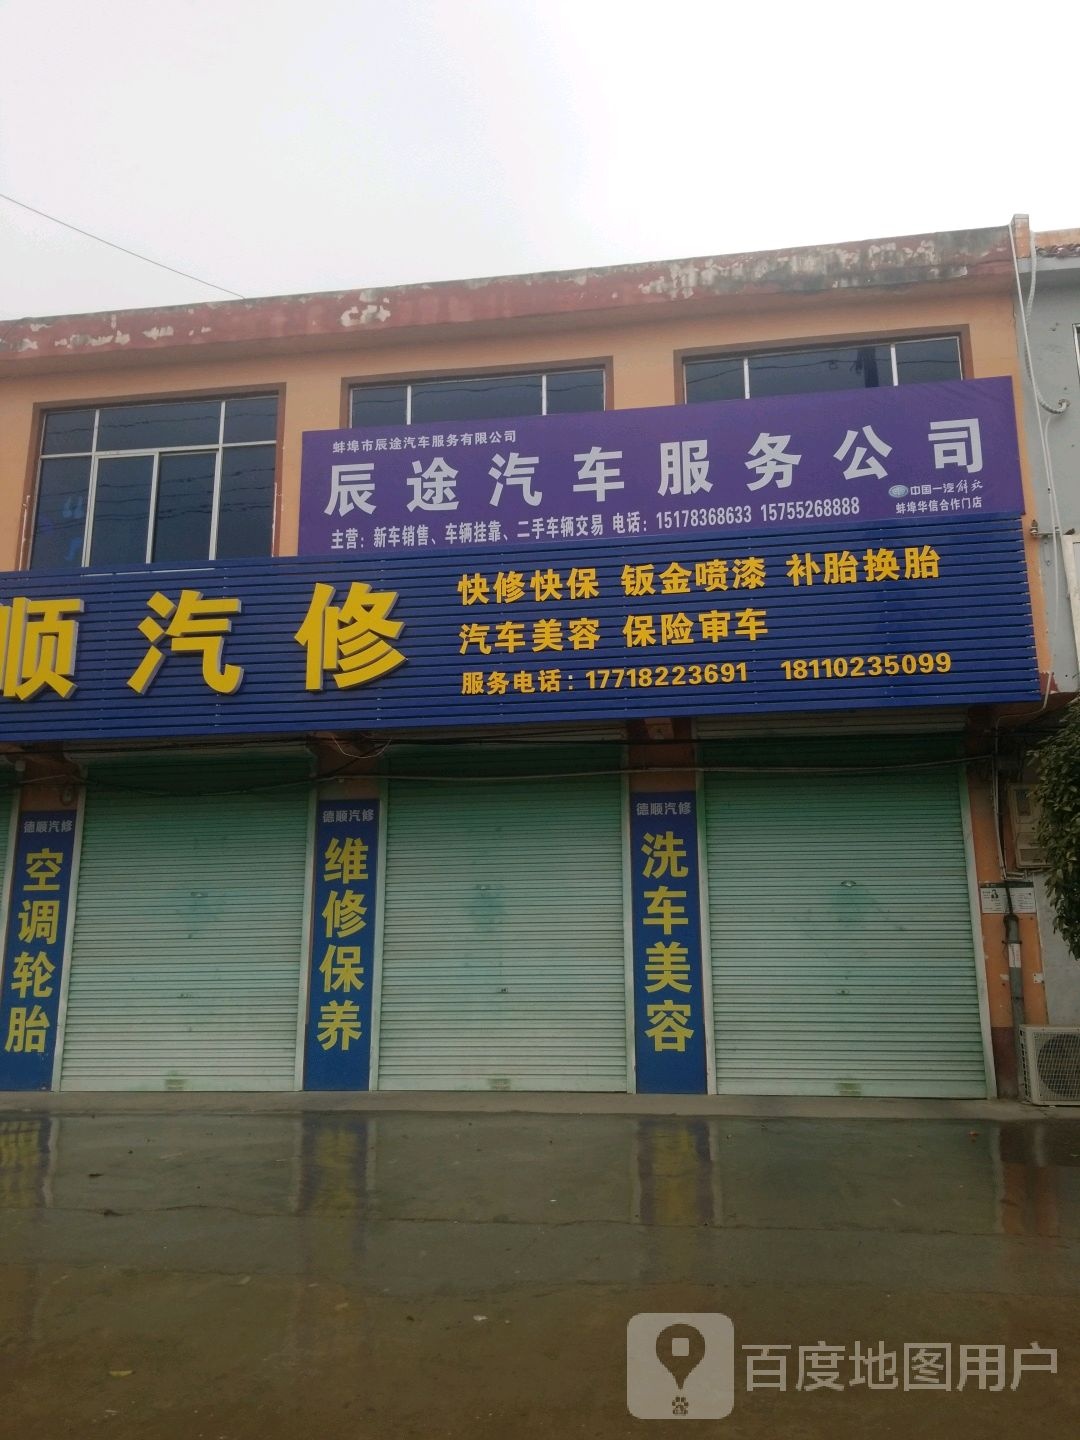 蚌埠市辰途汽车服务有限公司
辰途汽车服务公司
中国一汽 解放
蚌埠华信合作门店
主营：新车销售、车辆挂靠、二手车辆交易 电话：15178368633 15755268888
顺汽修
快修快保 钣金喷漆 补胎换胎
汽车美容 保险审车
服务电话：17718223691 18110235099
德顺汽修
空调轮胎
德顺汽修
维修保养
德顺汽修
洗车美容
百度地图用户